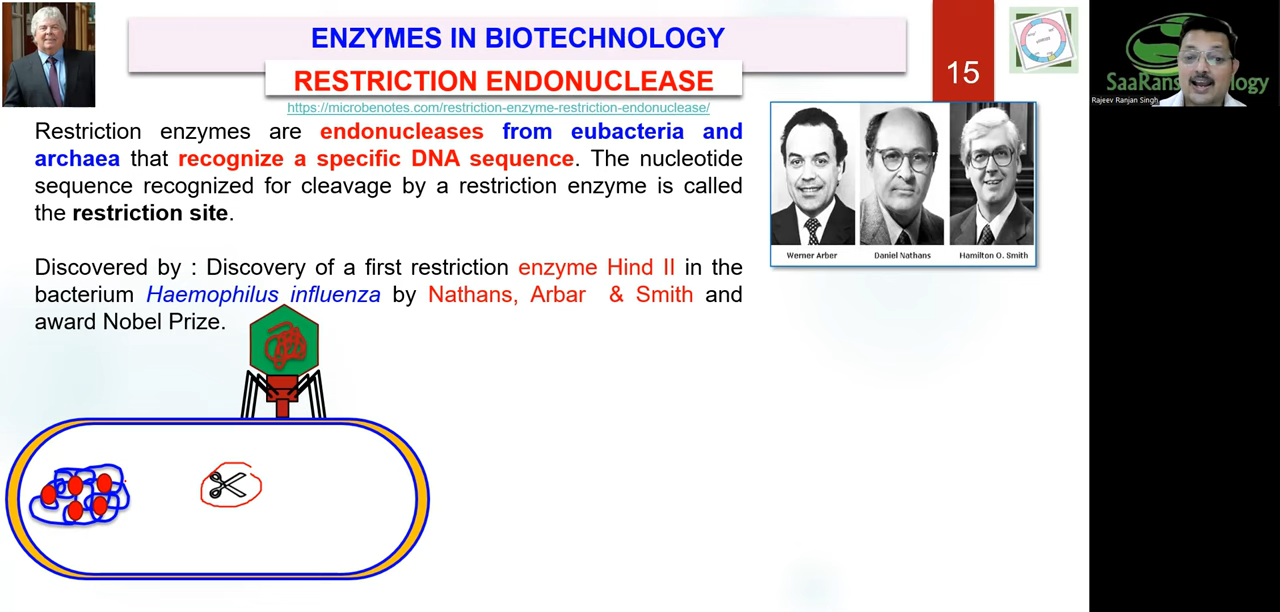 ENZYMES IN BIOTECHNOLOGY
RESTRICTION ENDONUCLEASE
https://microbenotes.com/restriction-enzyme-restriction-endonuclease/
15
Rajeev Ranjan Singh
Restriction enzymes are endonucleases from eubacteria and
archaea that recognize a specific DNA sequence. The nucleotide
sequence recognized for cleavage by a restriction enzyme is called
the restriction site.
Discovered by : Discovery of a first restriction enzyme Hind II in the
bacterium Haemophilus influenza by Nathans, Arbar & Smith and
award Nobel Prize.
Werner Arber
Daniel Nathans
Hamilton O. Smith